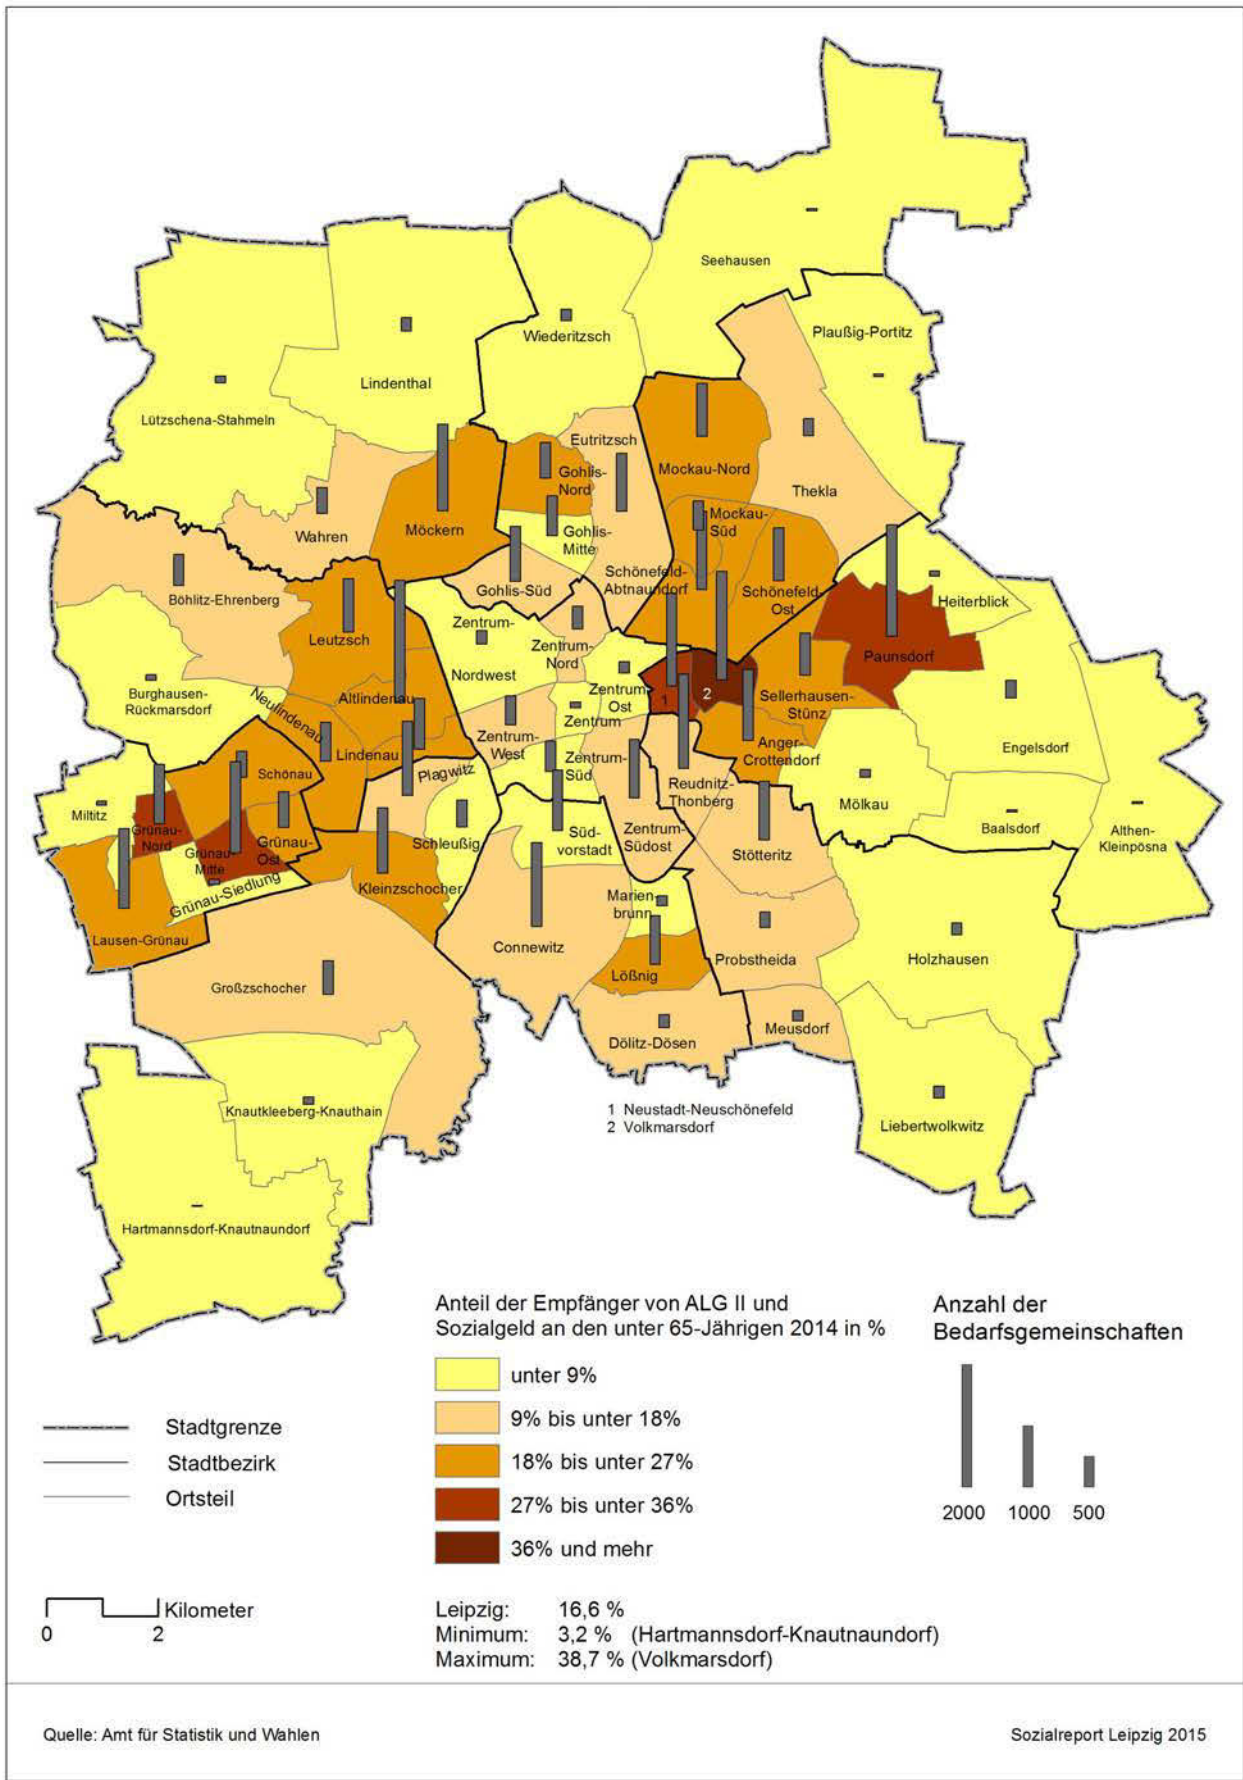 Seehausen
Wiederitzsch
Plaußig-Portitz
Lindenthal
Lützschena-Stahmeln
Eutritzsch
Gohlis-
Nord
Mockau-Nord
Thekla
Wahren
Möckern
Gohlis-
Mitte
Mockau-
Süd
Schönefeld-
Abtnaundorf
Schönefeld-
Ost
Heiterblick
Böhlitz-Ehrenberg
Gohlis-Süd
Leutzsch
Zentrum-
Nordwest
Zentrum-
Nord
Paunsdorf
Burghausen-
Rückmarsdorf
Neulindenau
Altlindenau
Zentrum-
Ost
1
2
Sellerhausen-
Stünz
Zentrum
Zentrum-
West
Lindenau
Anger-
Crottendorf
Engelsdorf
Schönau
Plagwitz
Zentrum-
Süd
Reudnitz-
Thonberg
Mölkau
Miltitz
Grünau-
Nord
Grünau-
Ost
Grünau-
Mitte
Grünau-Siedlung
Schleußig
Süd-
vorstadt
Zentrum-
Südost
Stötteritz
Baalsdorf
Althen-
Kleinpösna
Kleinzschocher
Marien-
brunn
Lausen-Grünau
Connewitz
Lößnig
Probstheida
Holzhausen
Großzschocher
Dölitz-Dösen
Meusdorf
Knautkleeberg-Knauthain
1 Neustadt-Neuschönefeld
2 Volkmarsdorf
Liebertwolkwitz
Hartmannsdorf-Knautnaundorf
Anteil der Empfänger von ALG II und
Sozialgeld an den unter 65-Jährigen 2014 in %
unter 9%
9% bis unter 18%
18% bis unter 27%
27% bis unter 36%
36% und mehr
Anzahl der
Bedarfsgemeinschaften
2000 1000 500
Stadtgrenze
Stadtbezirk
Ortsteil
Kilometer
0 2
Leipzig: 16,6 %
Minimum: 3,2 % (Hartmannsdorf-Knautnaundorf)
Maximum: 38,7 % (Volkmarsdorf)
Quelle: Amt für Statistik und Wahlen
Sozialreport Leipzig 2015